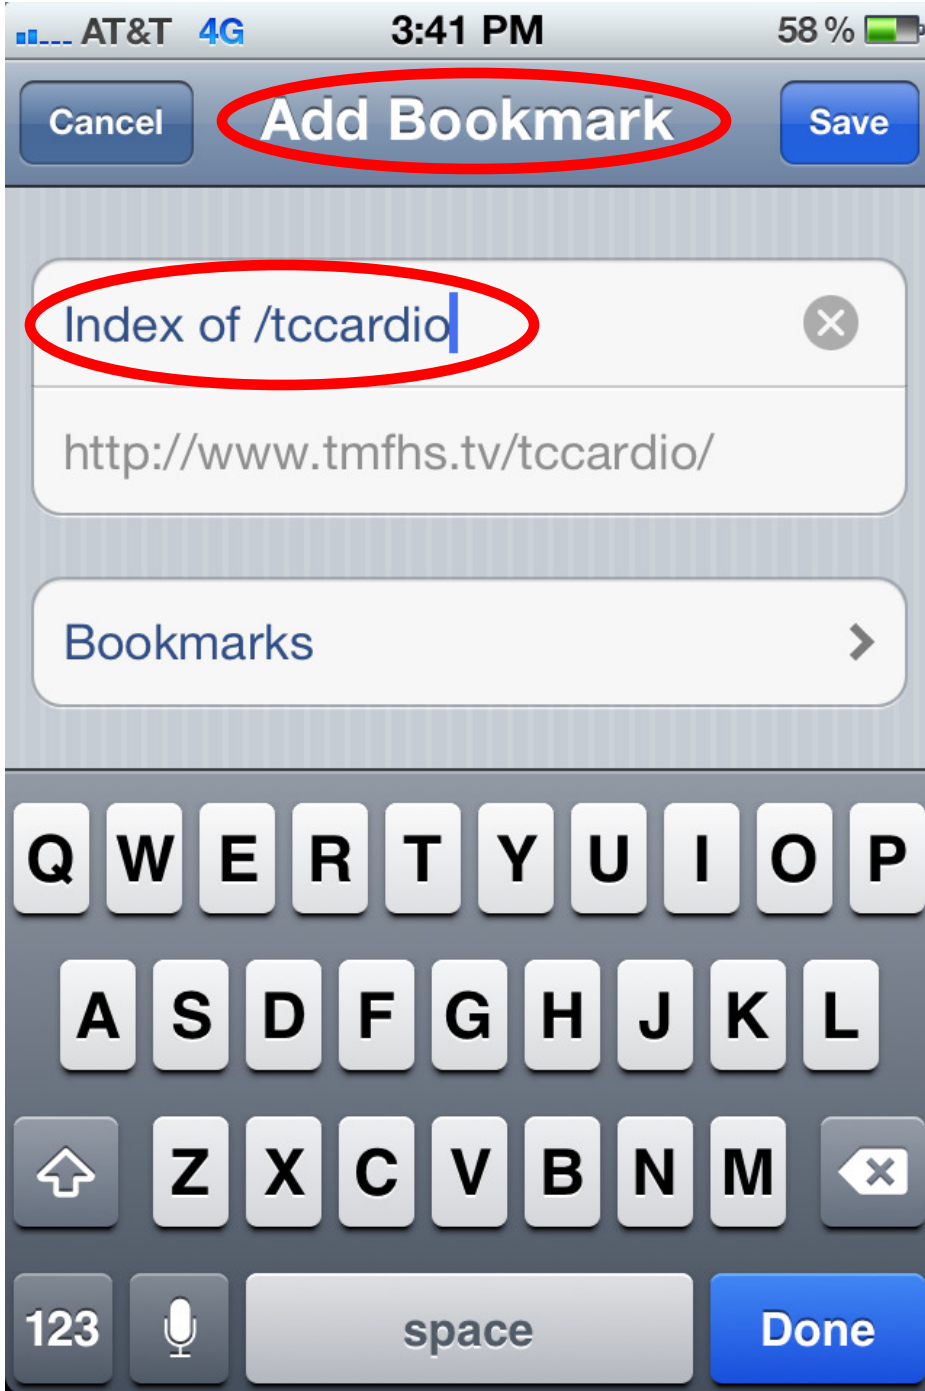 AT&T 4G 3:41 PM 58 %
Cancel Add Bookmark Save
Index of /tccardio
http://www.tmfhs.tv/tccardio/
Bookmarks
Q W E R T Y U I O P
A S D F G H J K L
Z X C V B N M
123 space Done